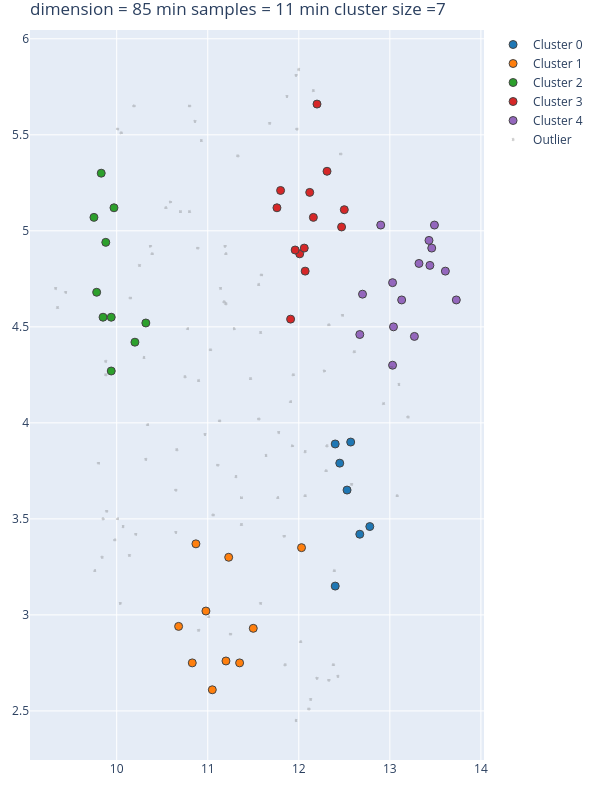 dimension = 85 min samples = 11 min cluster size =7
Cluster 0
Cluster 1
Cluster 2
Cluster 3
Cluster 4
Outlier
6
5.5
5
4.5
4
3.5
3
2.5
10 11 12 13 14